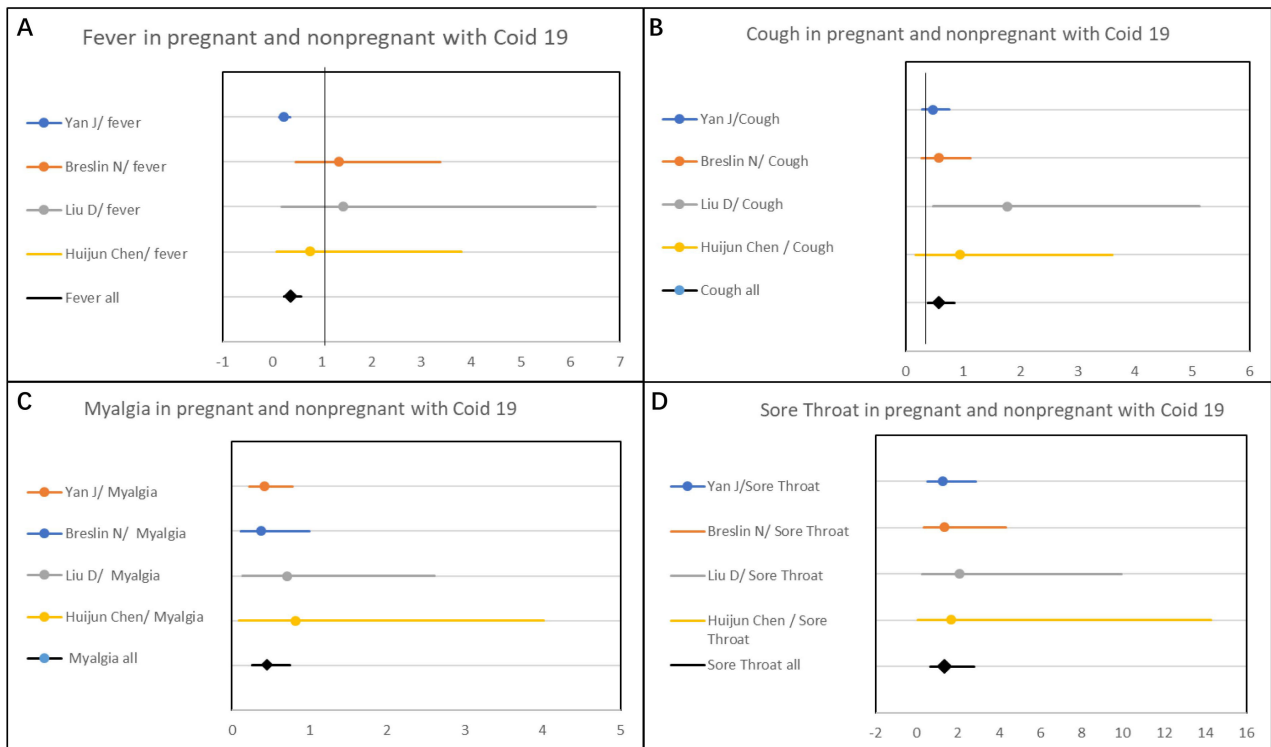 A
Fever in pregnant and nonpregnant with Coid 19
Yan J/ fever
Breslin N/ fever
Liu D/ fever
Huijun Chen/ fever
Fever all
-1 0 1 2 3 4 5 6 7
B
Cough in pregnant and nonpregnant with Coid 19
Yan J/Cough
Breslin N/ Cough
Liu D/ Cough
Huijun Chen / Cough
Cough all
0 1 2 3 4 5 6
C
Myalgia in pregnant and nonpregnant with Coid 19
Yan J/ Myalgia
Breslin N/ Myalgia
Liu D/ Myalgia
Huijun Chen/ Myalgia
Myalgia all
0 1 2 3 4 5
D
Sore Throat in pregnant and nonpregnant with Coid 19
Yan J/Sore Throat
Breslin N/ Sore Throat
Liu D/ Sore Throat
Huijun Chen / Sore
Throat
Sore Throat all
-2 0 2 4 6 8 10 12 14 16